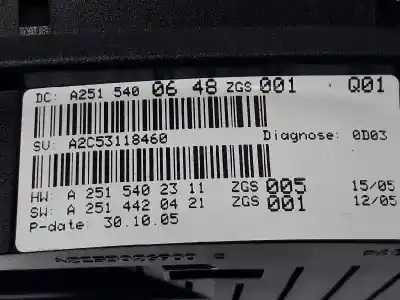 DC: A251 540 06 48 ZGS 001 Q01
SV: A2C53118460 Diagnose: 0D03
HW: A 251 540 23 11 ZGS 005 15/05
SW: A 251 442 04 21 ZGS 001 12/05
P-date: 30.10.05